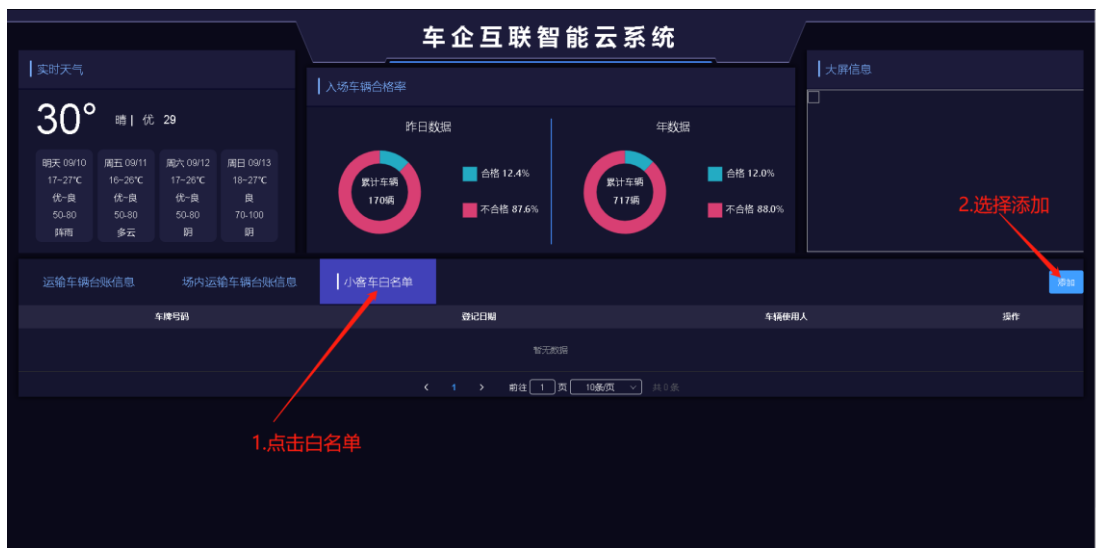 车企互联智能云系统
实时天气
30° 晴| 优 29
明天 09/10 周五 09/11 周六 09/12 周日 09/13
17~27℃ 16~26℃ 17~26℃ 18~27℃
优~良 优~良 优~良 良
50-80 50-80 50-80 70-100
阵雨 多云 阴 阴
入场车辆合格率
昨日数据
累计车辆
170辆
合格 12.4%
不合格 87.6%
年数据
累计车辆
717辆
合格 12.0%
不合格 88.0%
大屏信息
2.选择添加
运输车辆台账信息 场内运输车辆台账信息 小客车白名单 添加
车牌号码 登记日期 车辆使用人 操作
暂无数据
< 1 > 前往 1 页 10条/页 共 0 条
1.点击白名单